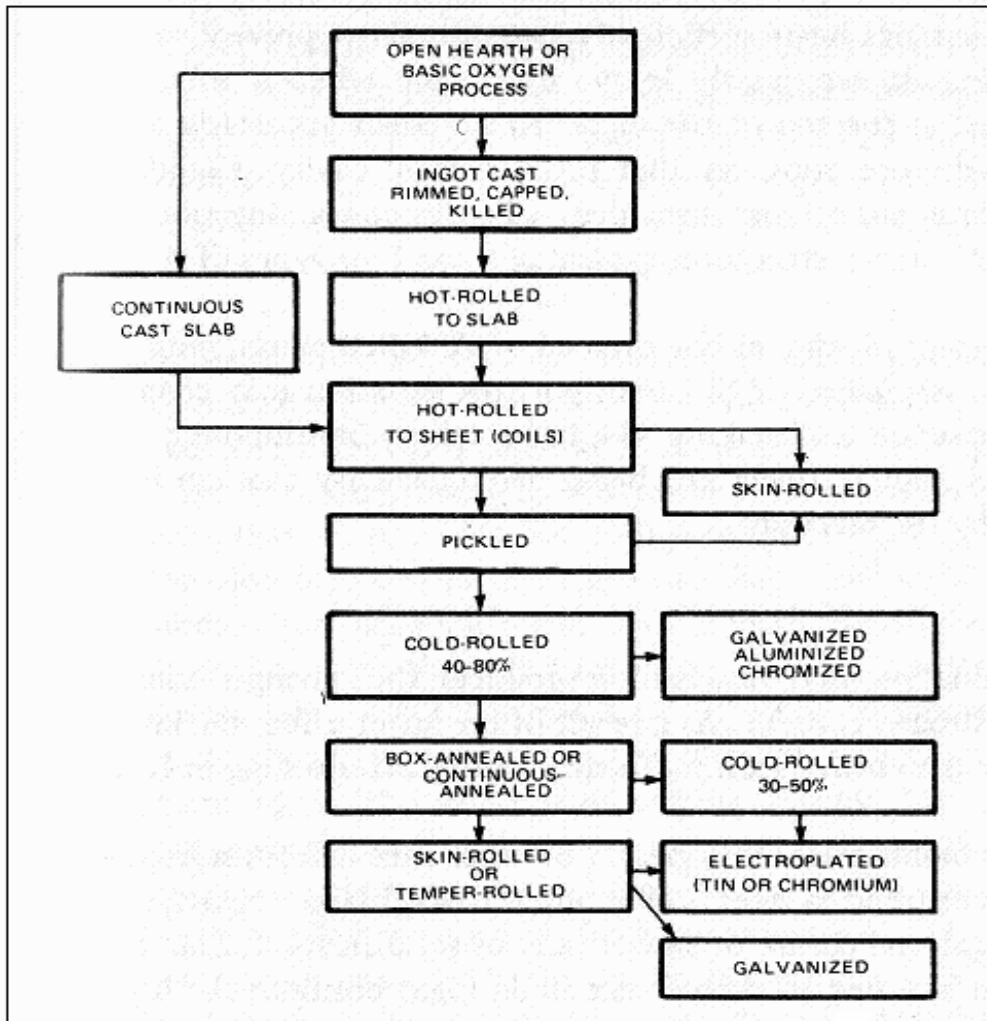 OPEN HEARTH OR
BASIC OXYGEN
PROCESS
INGOT CAST
RIMMED, CAPPED,
KILLED
CONTINUOUS
CAST SLAB
HOT-ROLLED
TO SLAB
HOT-ROLLED
TO SHEET (COILS)
SKIN-ROLLED
PICKLED
COLD-ROLLED
40-80%
GALVANIZED
ALUMINIZED
CHROMIZED
BOX-ANNEALED OR
CONTINUOUS-
ANNEALED
COLD-ROLLED
30-50%
SKIN-ROLLED
OR
TEMPER-ROLLED
ELECTROPLATED
(TIN OR CHROMIUM)
GALVANIZED